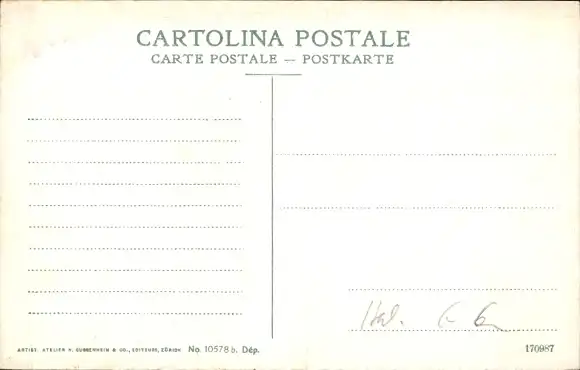 CARTOLINA POSTALE
CARTE POSTALE — POSTKARTE
ARTIST. ATELIER H. GUGGENHEIM & CO., EDITEURS, ZÜRICH No. 10578 b. Dép.
170987